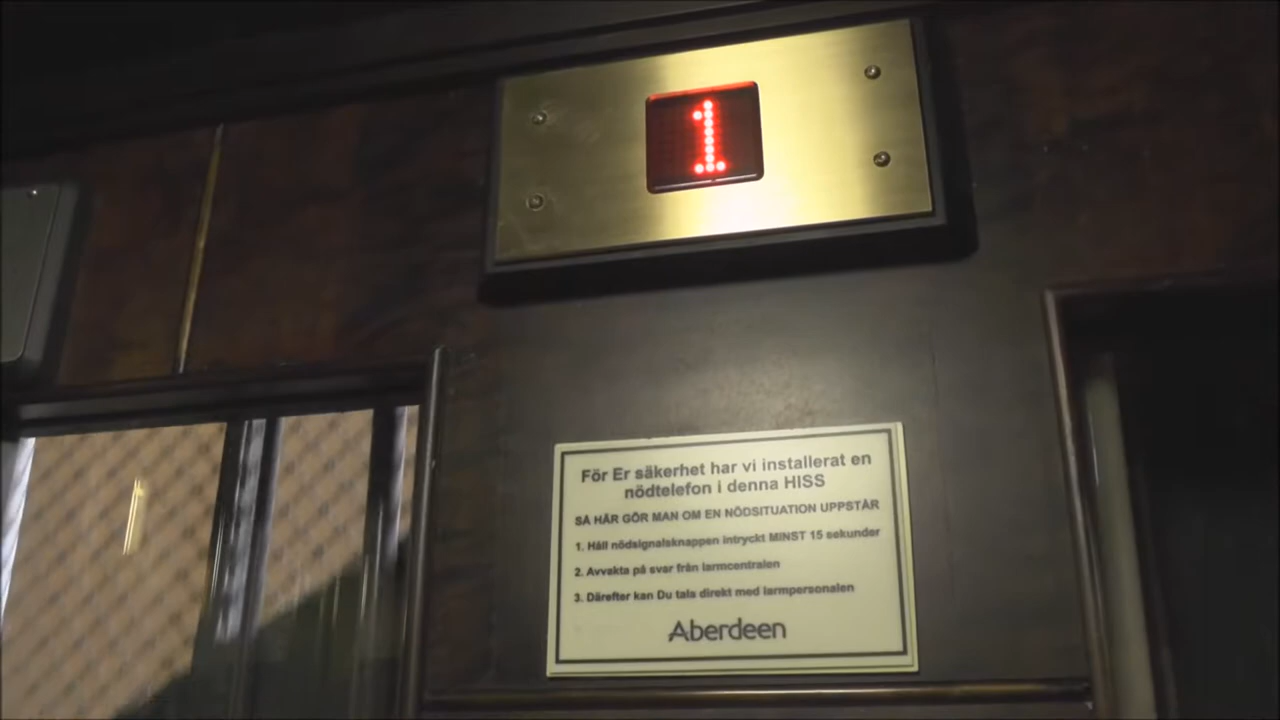 1
För Er säkerhet har vi installerat en
nödtelefon i denna HISS
SÅ HÄR GÖR MAN OM EN NÖDSITUATION UPPSTÅR
1. Håll nödsignalsknappen intryckt MINST 15 sekunder
2. Avvakta på svar från larmcentralen
3. Därefter kan Du tala direkt med larmpersonalen
Aberdeen